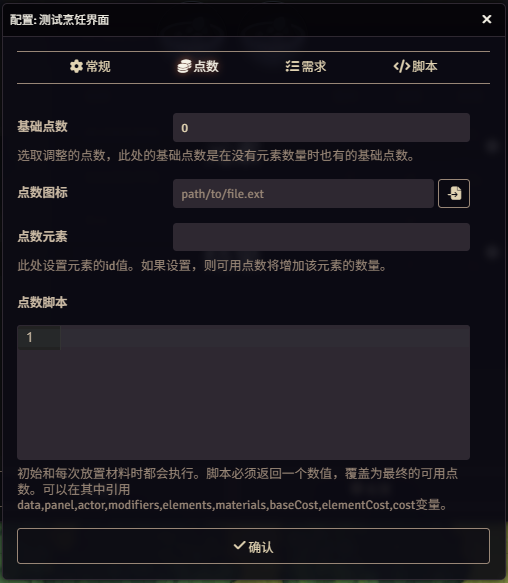 配置: 测试烹饪界面
常规 点数 需求 脚本
基础点数 0
选取调整的点数，此处的基础点数是在没有元素数量时也有的基础点数。
点数图标 path/to/file.ext
点数元素
此处设置元素的id值。如果设置，则可用点数将增加该元素的数量。
点数脚本
1
初始和每次放置材料时都会执行。脚本必须返回一个数值，覆盖为最终的可用点
数。可以在其中引用
data,panel,actor,modifiers,elements,materials,baseCost,elementCost,cost变量。
确认